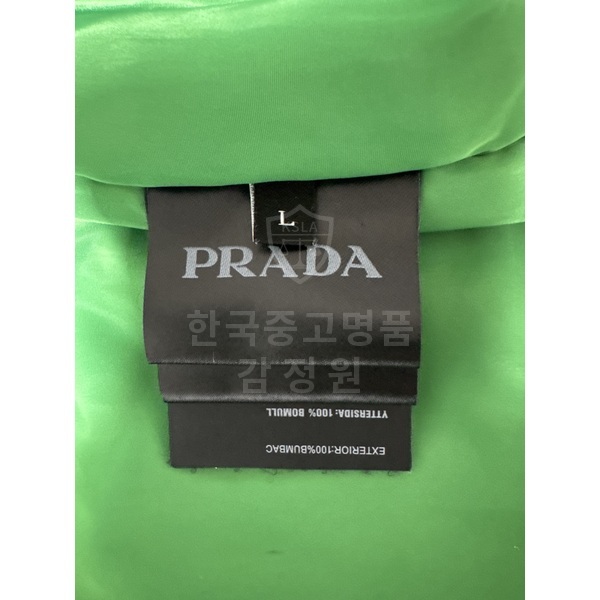 L
KSLA
PRADA
한국중고명품
감정원
YTTERSIDA: 100% BOMULL
EXTERIOR:100%BUMBAC